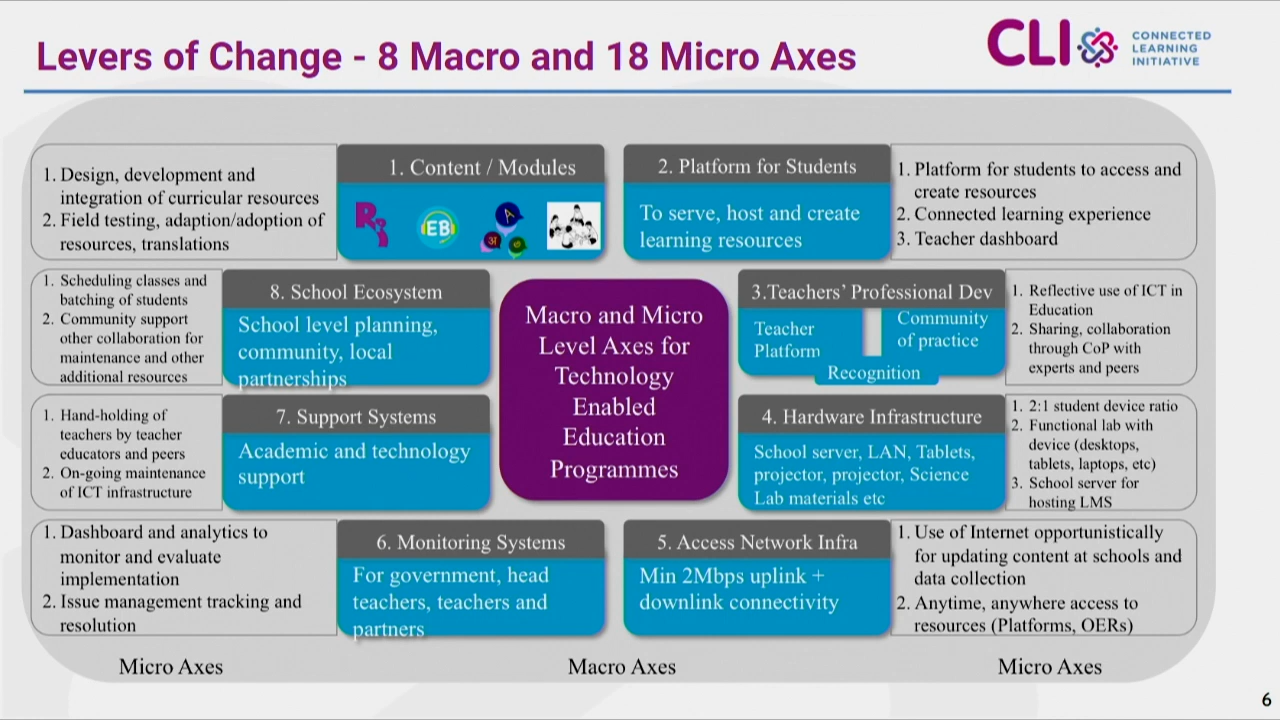 Levers of Change - 8 Macro and 18 Micro Axes
CLI
CONNECTED
LEARNING
INITIATIVE
1. Design, development and
integration of curricular resources
2. Field testing, adaption/adoption of
resources, translations
1. Content / Modules
EB
A
अ
2. Platform for Students
To serve, host and create
learning resources
1. Platform for students to access and
create resources
2. Connected learning experience
3. Teacher dashboard
1. Scheduling classes and
batching of students
2. Community support
other collaboration for
maintenance and other
additional resources
8. School Ecosystem
School level planning,
community, local
partnerships
Macro and Micro
Level Axes for
Technology
Enabled
Education
Programmes
3.Teachers’ Professional Dev
Teacher
Platform
Community
of practice
Recognition
1. Reflective use of ICT in
Education
2. Sharing, collaboration
through CoP with
experts and peers
1. Hand-holding of
teachers by teacher
educators and peers
2. On-going maintenance
of ICT infrastructure
7. Support Systems
Academic and technology
support
4. Hardware Infrastructure
School server, LAN, Tablets,
projector, projector, Science
Lab materials etc
1. 2:1 student device ratio
2. Functional lab with
device (desktops,
tablets, laptops, etc)
3. School server for
hosting LMS
1. Dashboard and analytics to
monitor and evaluate
implementation
2. Issue management tracking and
resolution
6. Monitoring Systems
For government, head
teachers, teachers and
partners
5. Access Network Infra
Min 2Mbps uplink +
downlink connectivity
1. Use of Internet opportunistically
for updating content at schools and
data collection
2. Anytime, anywhere access to
resources (Platforms, OERs)
Micro Axes
Macro Axes
Micro Axes
6